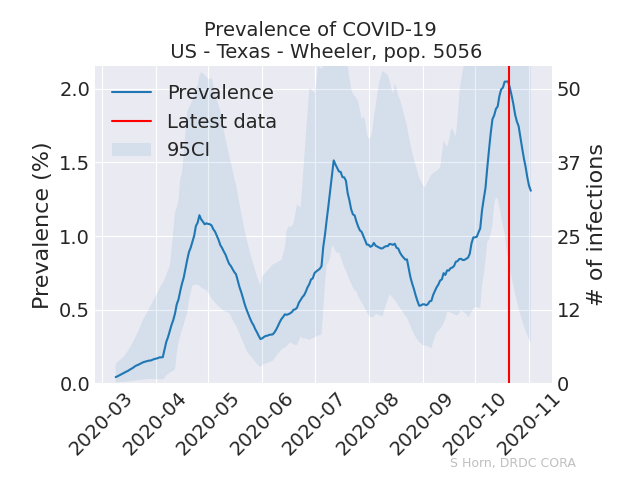 Prevalence of COVID-19
US - Texas - Wheeler, pop. 5056
Prevalence
Latest data
95CI
Prevalence (%)
2.0
1.5
1.0
0.5
0.0
# of infections
50
37
25
12
0
2020-03
2020-04
2020-05
2020-06
2020-07
2020-08
2020-09
2020-10
2020-11
S Horn, DRDC CORA